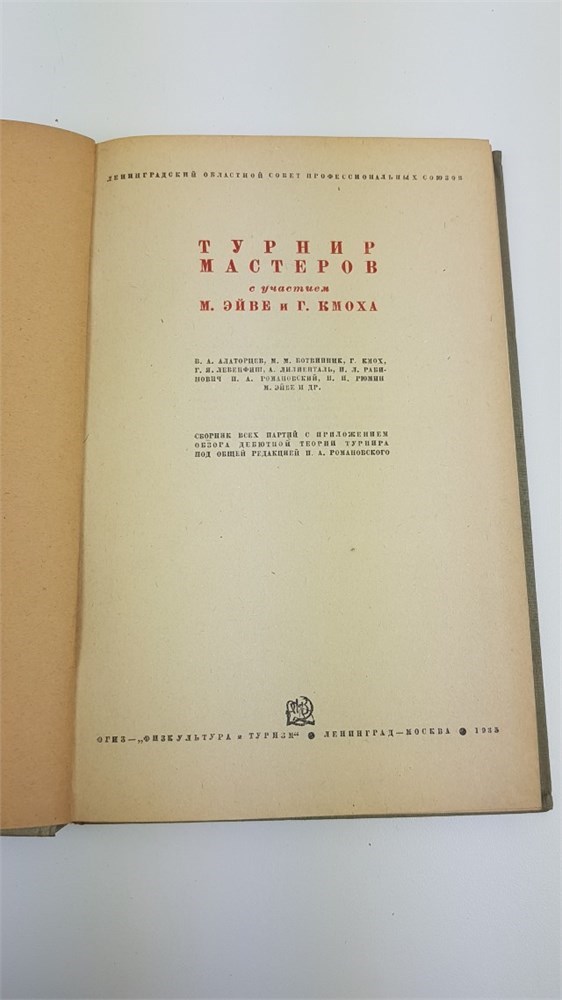 ЛЕНИНГРАДСКИЙ ОБЛАСТНОЙ СОВЕТ ПРОФЕССИОНАЛЬНЫХ СОЮЗОВ
ТУРНИР
МАСТЕРОВ
с участием
М. ЭЙВЕ и Г. КМОХА
В. А. АЛАТОРЦЕВ, М. М. БОТВИННИК, Г. КМОХ,
Г. Я. ЛЕВЕНФИШ, А. ЛИЛИЕНТАЛЬ, И. Л. РАБИ-
НОВИЧ П. А. РОМАНОВСКИЙ, Н. Н. РЮМИН
М. ЭЙВЕ И ДР.
СБОРНИК ВСЕХ ПАРТИЙ С ПРИЛОЖЕНИЕМ
ОБЗОРА ДЕБЮТНОЙ ТЕОРИИ ТУРНИРА
ПОД ОБЩЕЙ РЕДАКЦИЕЙ П. А. РОМАНОВСКОГО
ОГИЗ—„ФИЗКУЛЬТУРА и ТУРИЗМ" ● ЛЕНИНГРАД—МОСКВА ● 1935